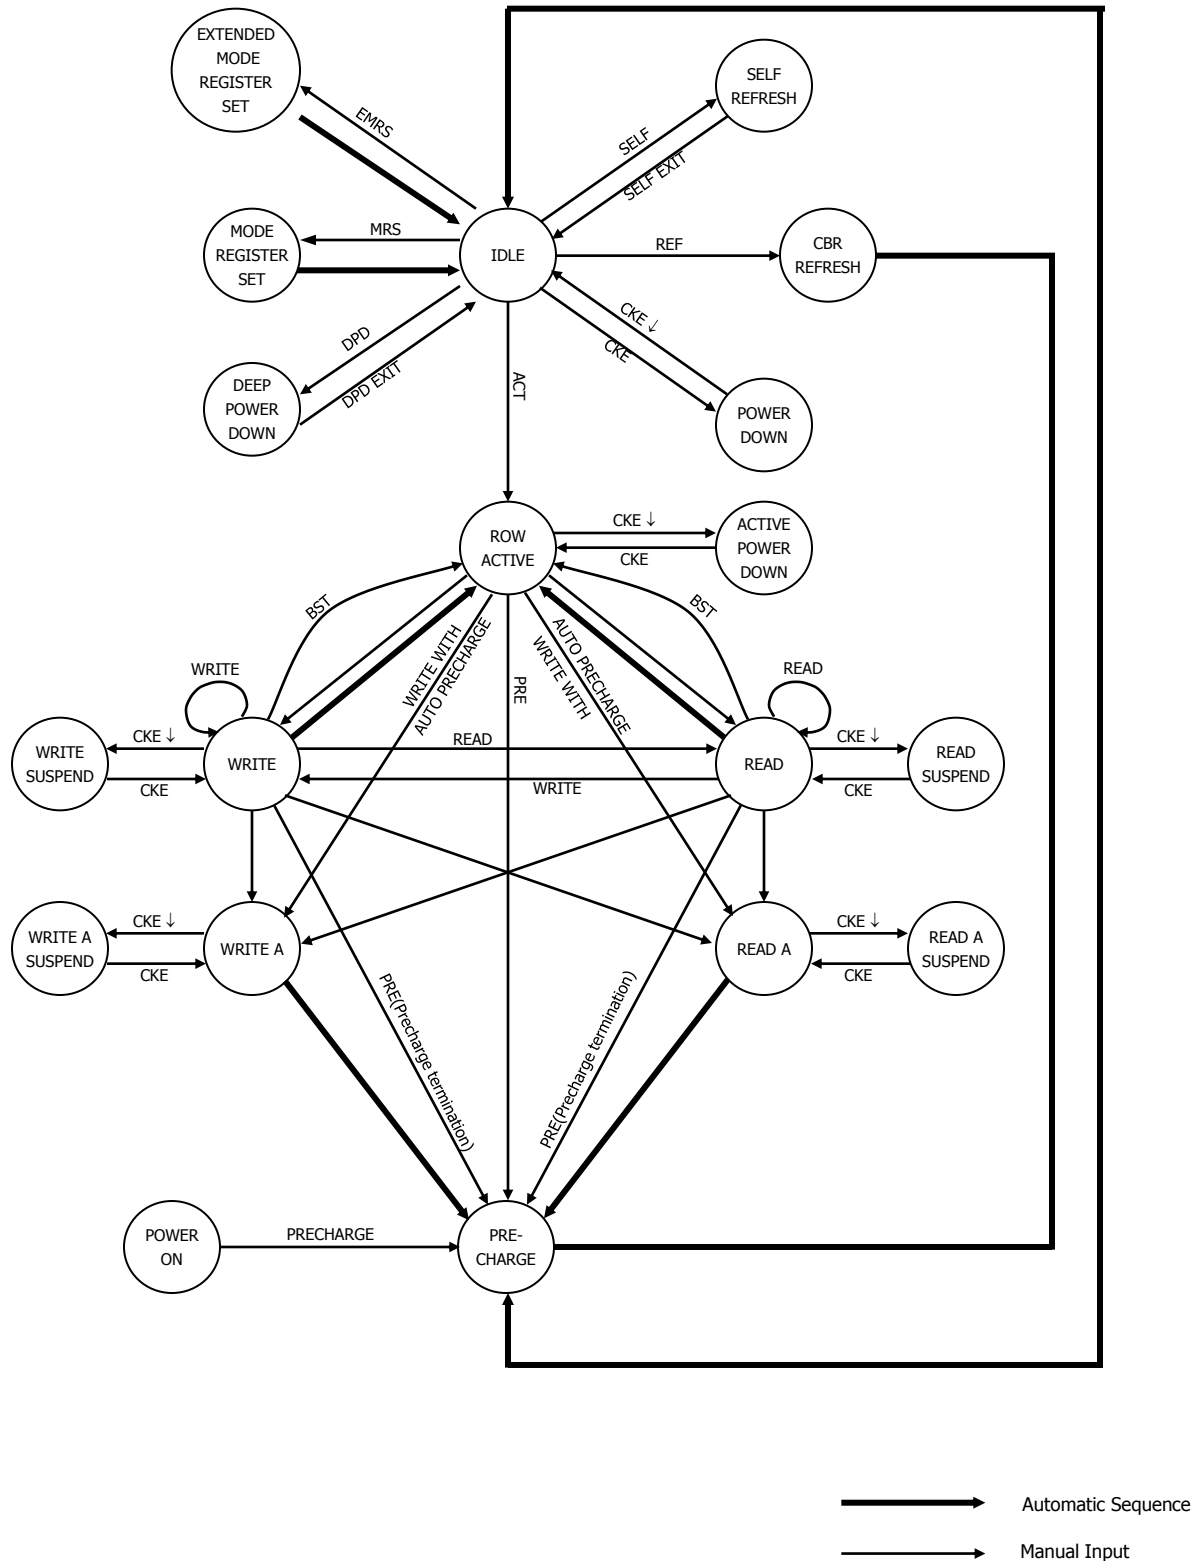 EXTENDED
MODE
REGISTER
SET
SELF
REFRESH
EMRS
SELF
SELF EXIT
MODE
REGISTER
SET
MRS
IDLE
REF
CBR
REFRESH
DPD
DPD EXIT
CKE ↓
CKE
ACT
DEEP
POWER
DOWN
POWER
DOWN
ROW
ACTIVE
CKE ↓
CKE
ACTIVE
POWER
DOWN
BST
BST
WRITE WITH
AUTO PRECHARGE
PRE
AUTO PRECHARGE
WRITE WITH
WRITE
READ
WRITE
SUSPEND
CKE ↓
CKE
WRITE
READ
WRITE
READ
CKE ↓
CKE
READ
SUSPEND
WRITE A
SUSPEND
CKE ↓
CKE
WRITE A
READ A
CKE ↓
CKE
READ A
SUSPEND
PRE(Precharge termination)
PRE(Precharge termination)
POWER
ON
PRECHARGE
PRE-
CHARGE
Automatic Sequence
Manual Input